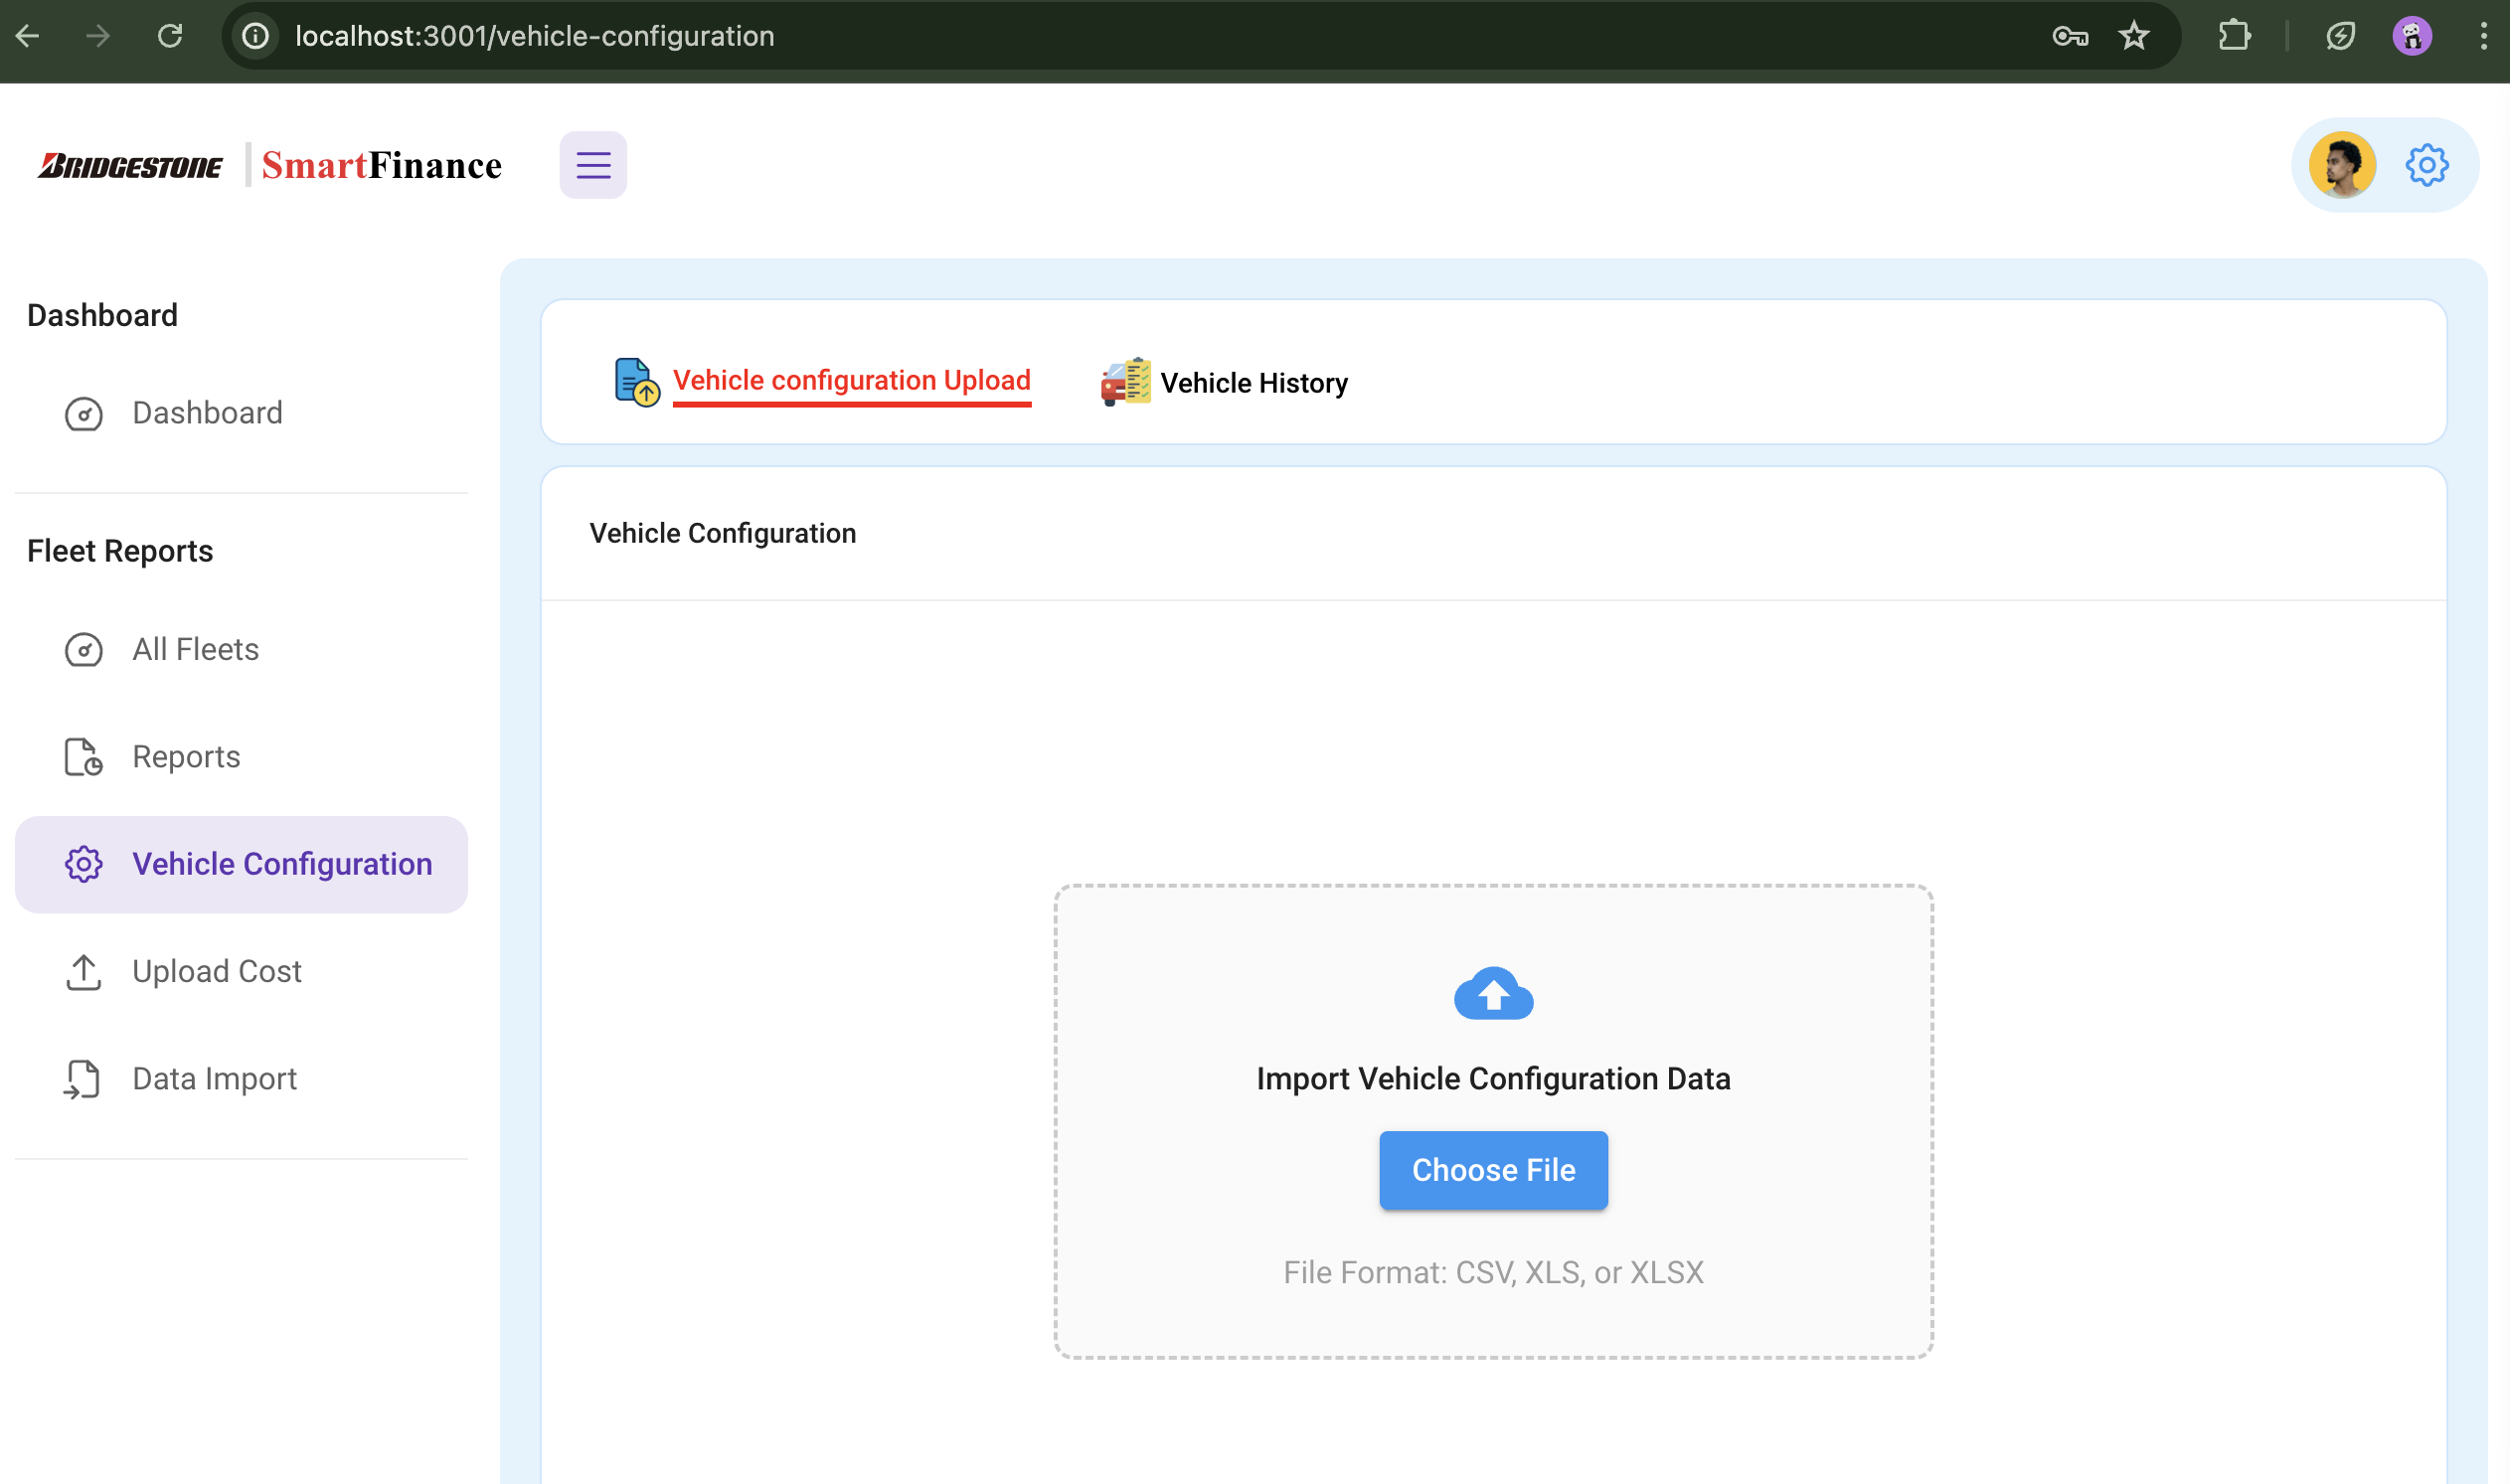 localhost:3001/vehicle-configuration
BRIDGESTONE SmartFinance
Dashboard
Dashboard
Fleet Reports
All Fleets
Reports
Vehicle Configuration
Upload Cost
Data Import
Vehicle configuration Upload
Vehicle History
Vehicle Configuration
Import Vehicle Configuration Data
Choose File
File Format: CSV, XLS, or XLSX